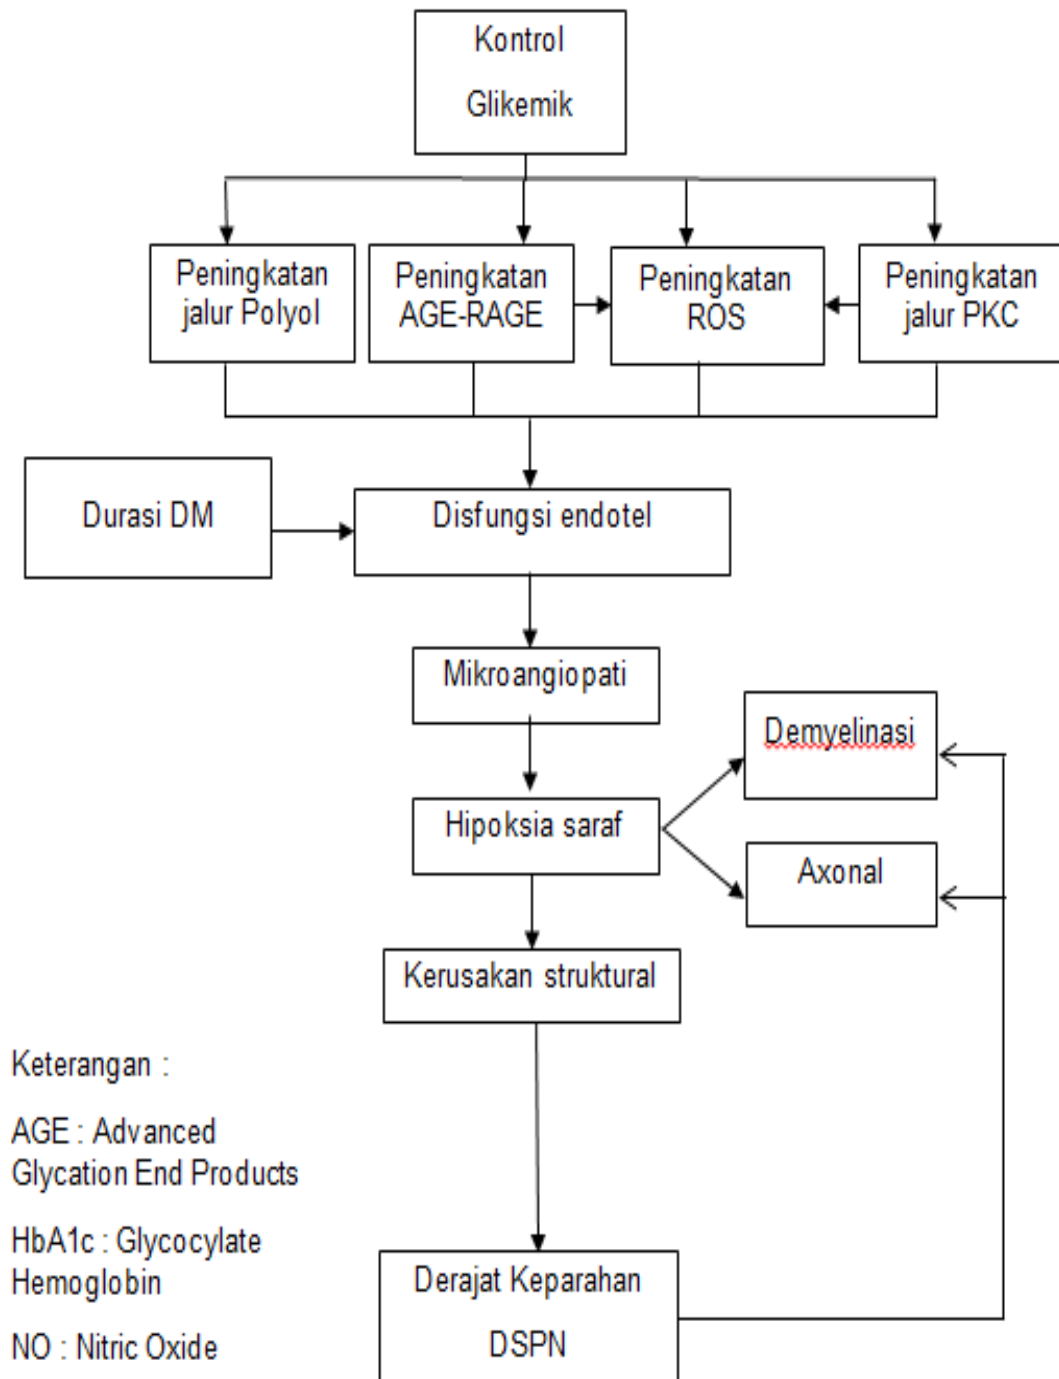 Kontrol
Glikemik
Peningkatan
jalur Polyol
Peningkatan
AGE-RAGE
Peningkatan
ROS
Peningkatan
jalur PKC
Durasi DM
Disfungsi endotel
Mikroangiopati
Demyelinasi
Hipoksia saraf
Axonal
Kerusakan struktural
Keterangan :
AGE : Advanced
Glycation End Products
HbA1c : Glycocylate
Hemoglobin
NO : Nitric Oxide
Derajat Keparahan
DSPN